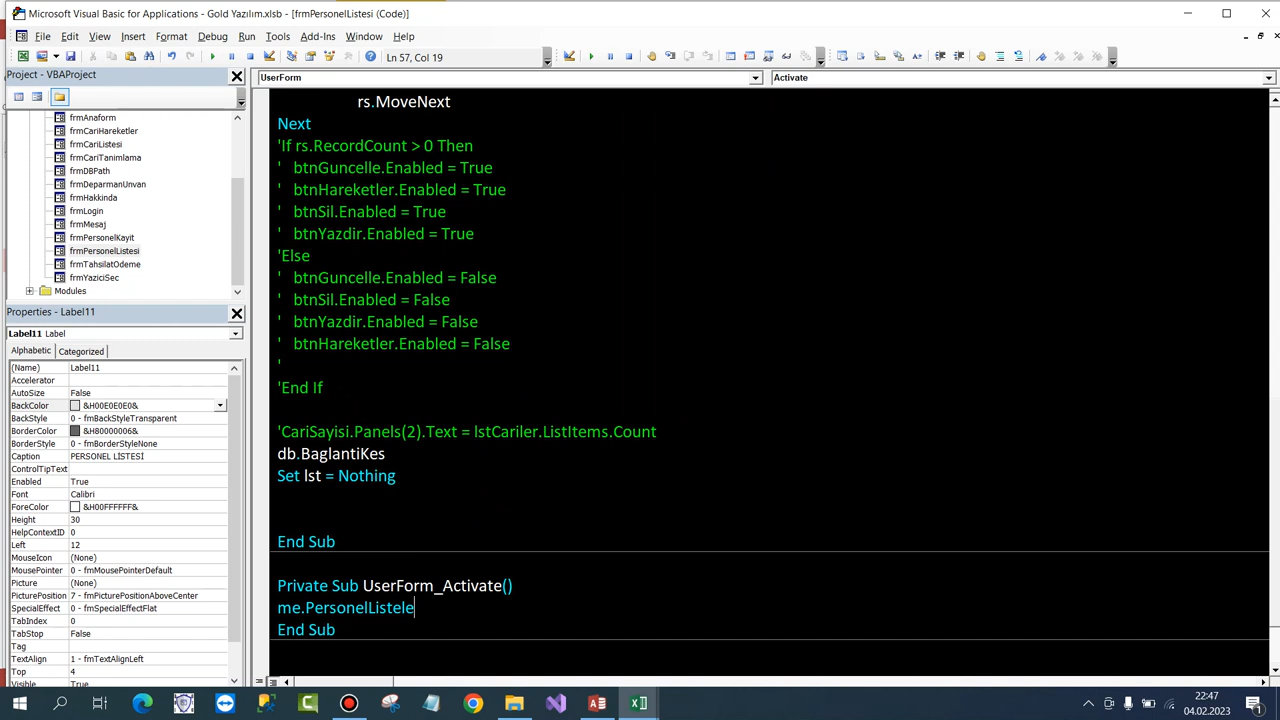 Microsoft Visual Basic for Applications - Gold Yazılım.xlsb - [frmPersonelListesi (Code)]
File Edit View Insert Format Debug Run Tools Add-Ins Window Help
Ln 57, Col 19
Project - VBAProject
UserForm
Activate
frmAnaform
frmCariHareketler
frmCariListesi
frmCariTanimlama
frmDBPath
frmDeparmanUnvan
frmHakkinda
frmLogin
frmMesaj
frmPersonelKayit
frmPersonelListesi
frmTahsilatOdeme
frmYaziciSec
Modules
Properties - Label11
Label11 Label
Alphabetic Categorized
(Name) Label11
Accelerator
AutoSize False
BackColor &H00E0E0E0&
BackStyle 0 - fmBackStyleTransparent
BorderColor &H80000006&
BorderStyle 0 - fmBorderStyleNone
Caption PERSONEL LİSTESİ
ControlTipText
Enabled True
Font Calibri
ForeColor &H00FFFFFF&
Height 30
HelpContextID 0
Left 12
MouseIcon (None)
MousePointer 0 - fmMousePointerDefault
Picture (None)
PicturePosition 7 - fmPicturePositionAboveCenter
SpecialEffect 0 - fmSpecialEffectFlat
TabIndex 0
TabStop False
Tag
TextAlign 1 - fmTextAlignLeft
Top 4
Visible True
rs.MoveNext
Next
'If rs.RecordCount > 0 Then
' btnGuncelle.Enabled = True
' btnHareketler.Enabled = True
' btnSil.Enabled = True
' btnYazdir.Enabled = True
'Else
' btnGuncelle.Enabled = False
' btnSil.Enabled = False
' btnYazdir.Enabled = False
' btnHareketler.Enabled = False
'
'End If
'CariSayisi.Panels(2).Text = lstCariler.ListItems.Count
db.BaglantiKes
Set lst = Nothing
End Sub
Private Sub UserForm_Activate()
me.PersonelListele
End Sub
22:47
04.02.2023